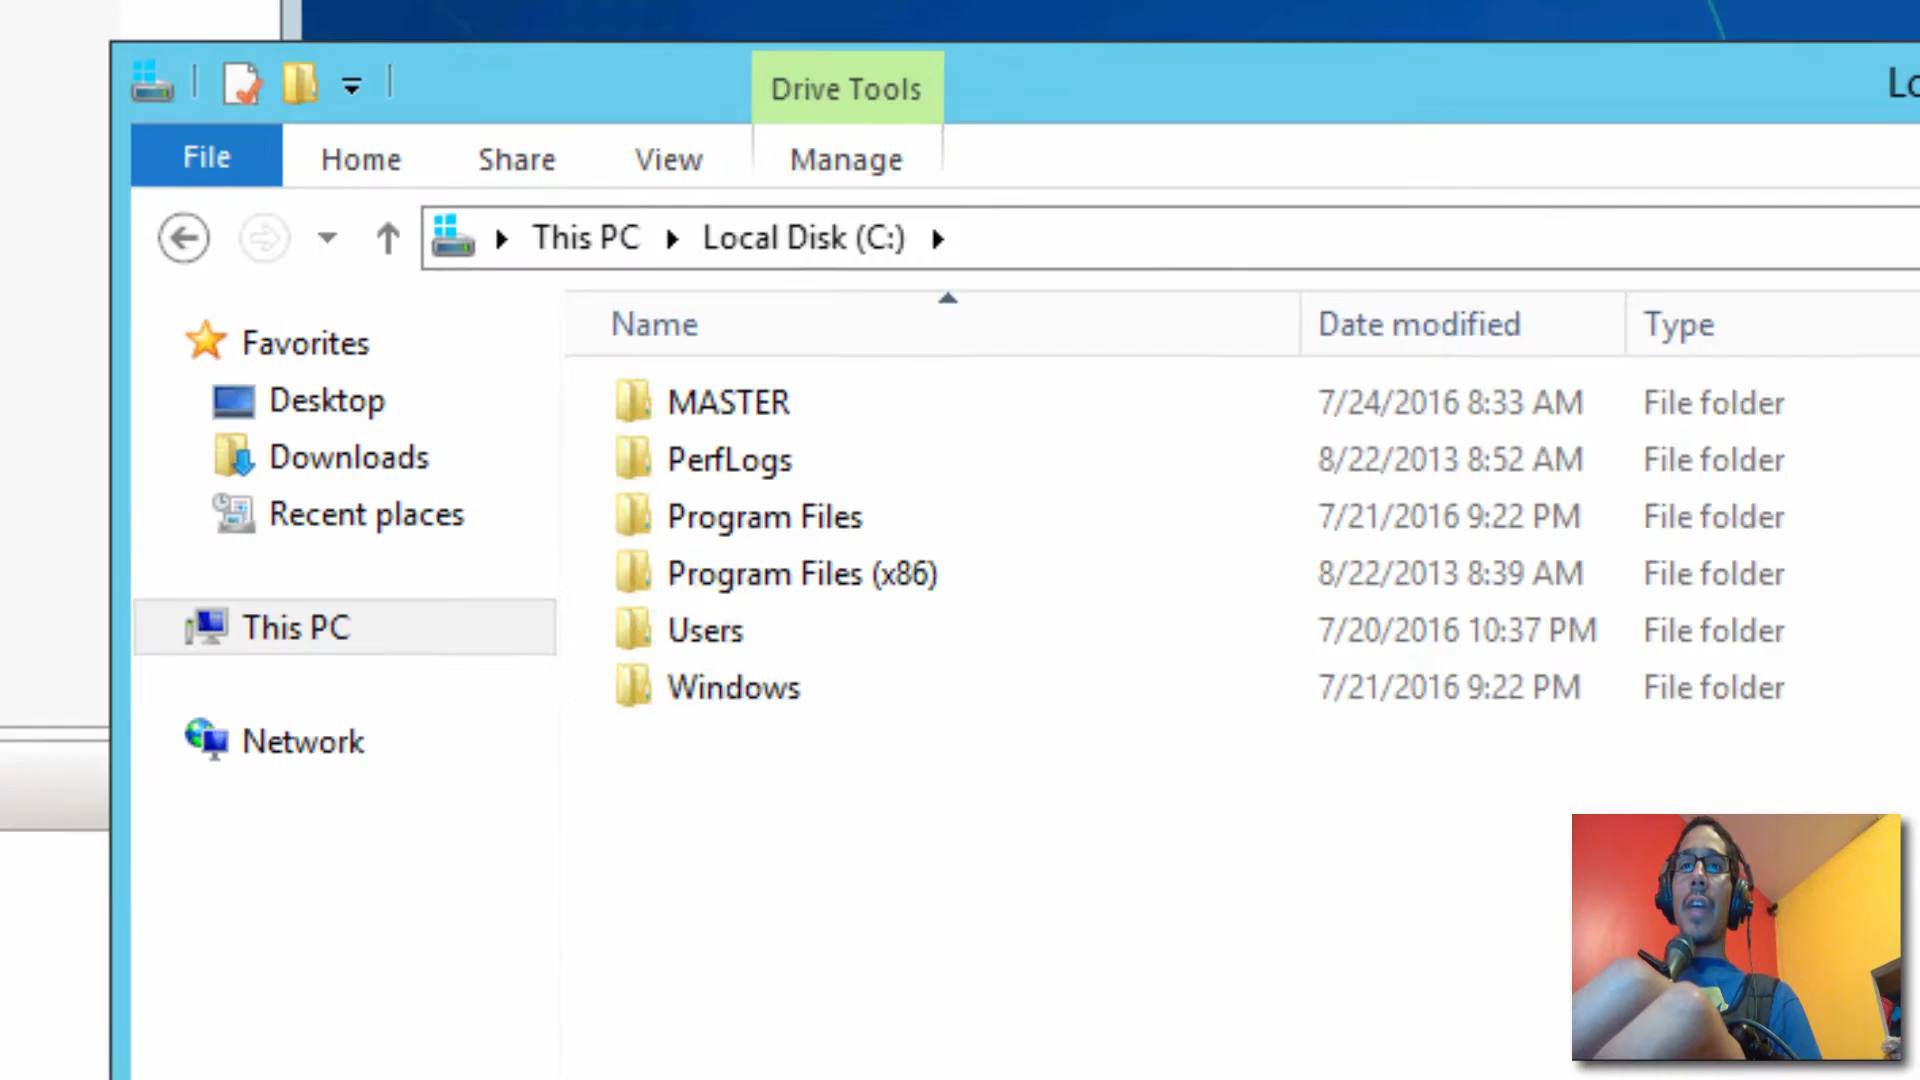 Drive Tools
Lo
File Home Share View Manage
This PC Local Disk (C:)
Name Date modified Type
Favorites
Desktop
Downloads
Recent places
This PC
Network
MASTER 7/24/2016 8:33 AM File folder
PerfLogs 8/22/2013 8:52 AM File folder
Program Files 7/21/2016 9:22 PM File folder
Program Files (x86) 8/22/2013 8:39 AM File folder
Users 7/20/2016 10:37 PM File folder
Windows 7/21/2016 9:22 PM File folder